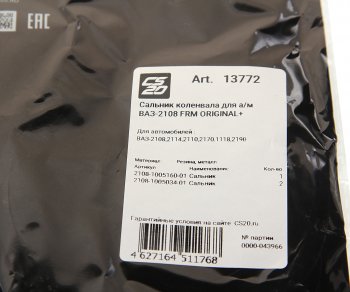 EAC
CS20
Art. 13772
Сальник коленвала для а/м
ВАЗ-2108 FRM ORIGINAL+
Для автомобилей:
ВАЗ-2108,2114,2110,2170,1118,2190
Материал Резина, металл
Артикул Наименование Кол-во
2108-1005160-01 Сальник 1
2108-1005034-01 Сальник 2
Гарантийные условия на сайте CS20.ru
№ партии
0000-043966
4 627164 511768